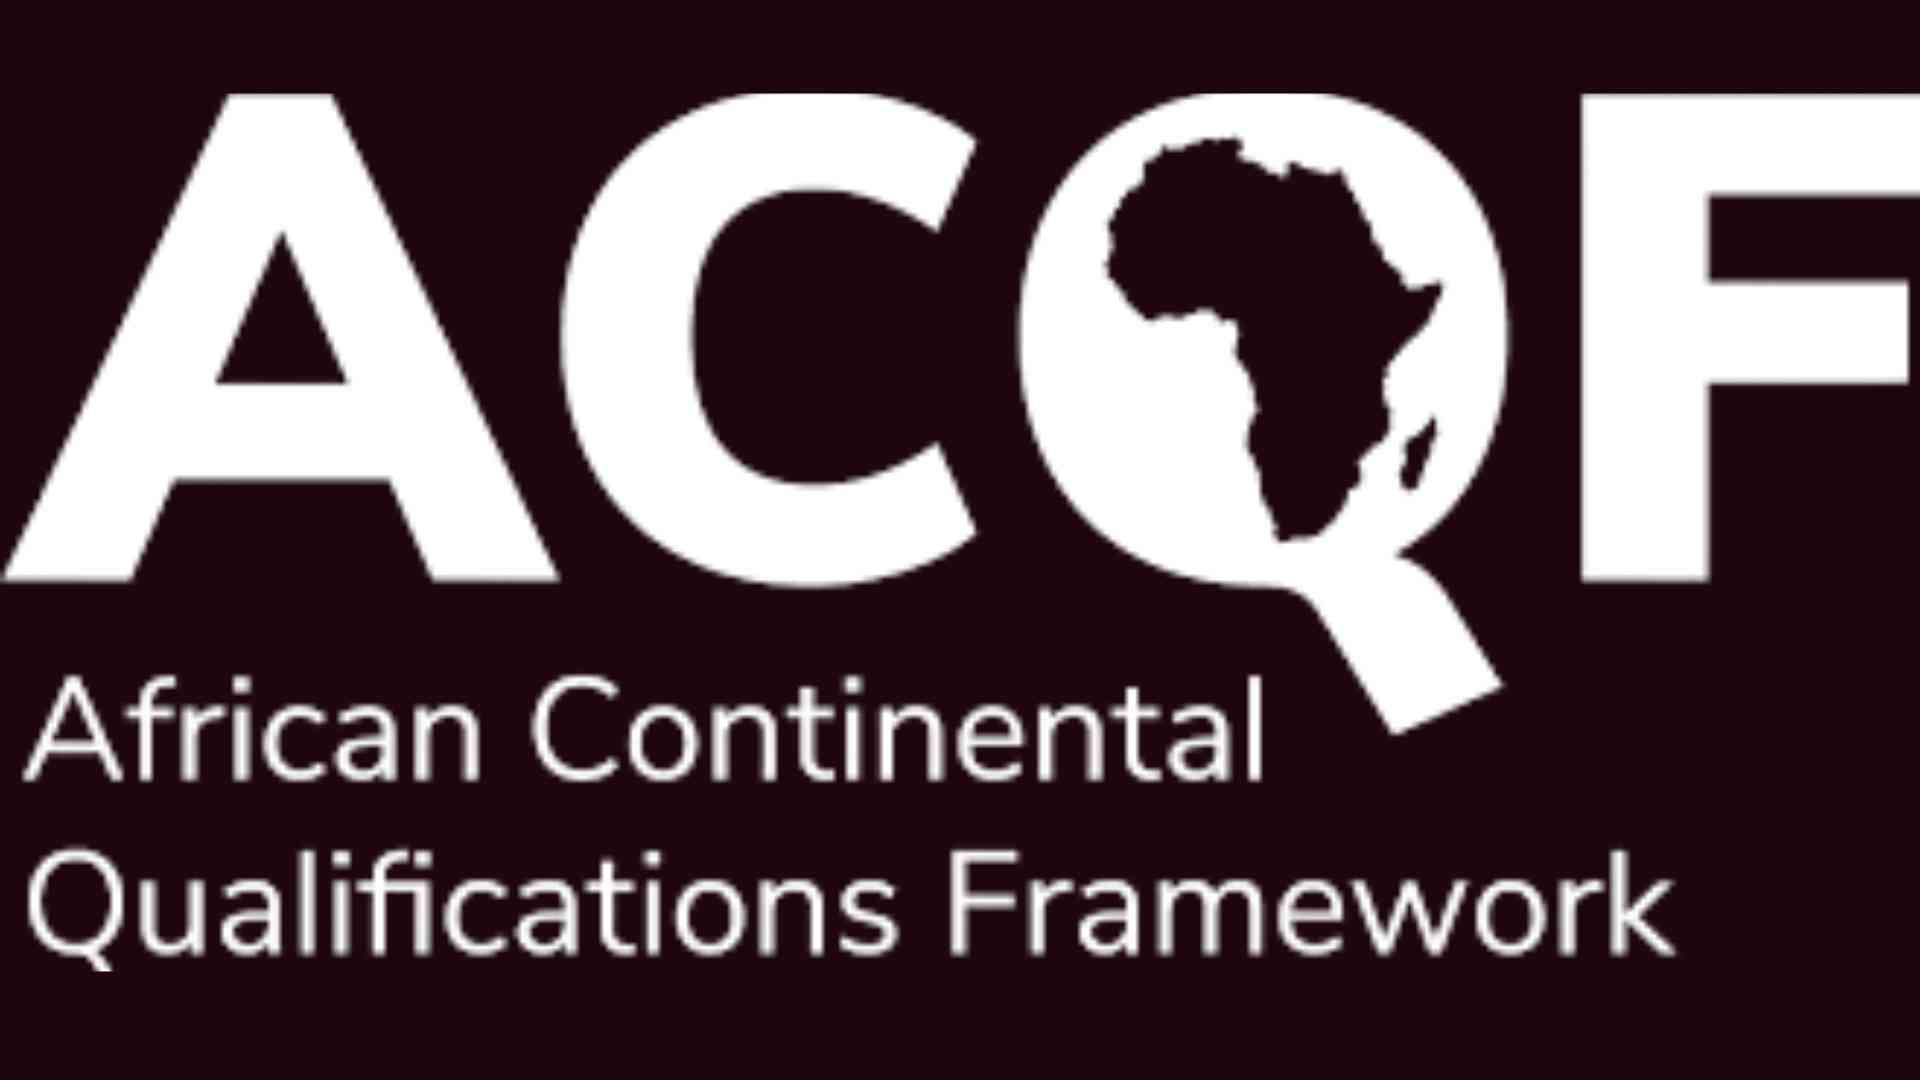 ACQF
African Continental
Qualifications Framework